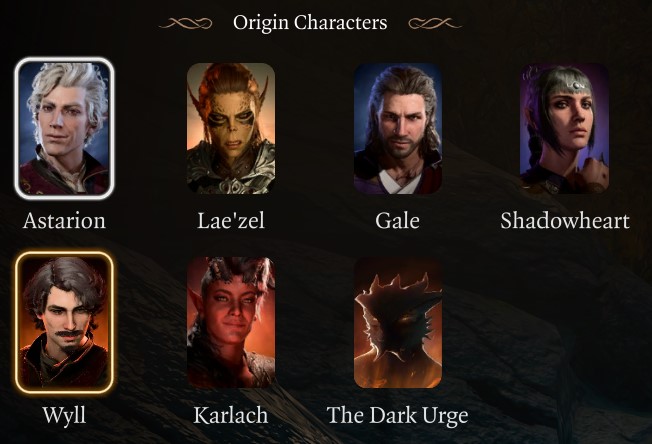 Origin Characters
Astarion Lae'zel Gale Shadowheart
Wyll Karlach The Dark Urge